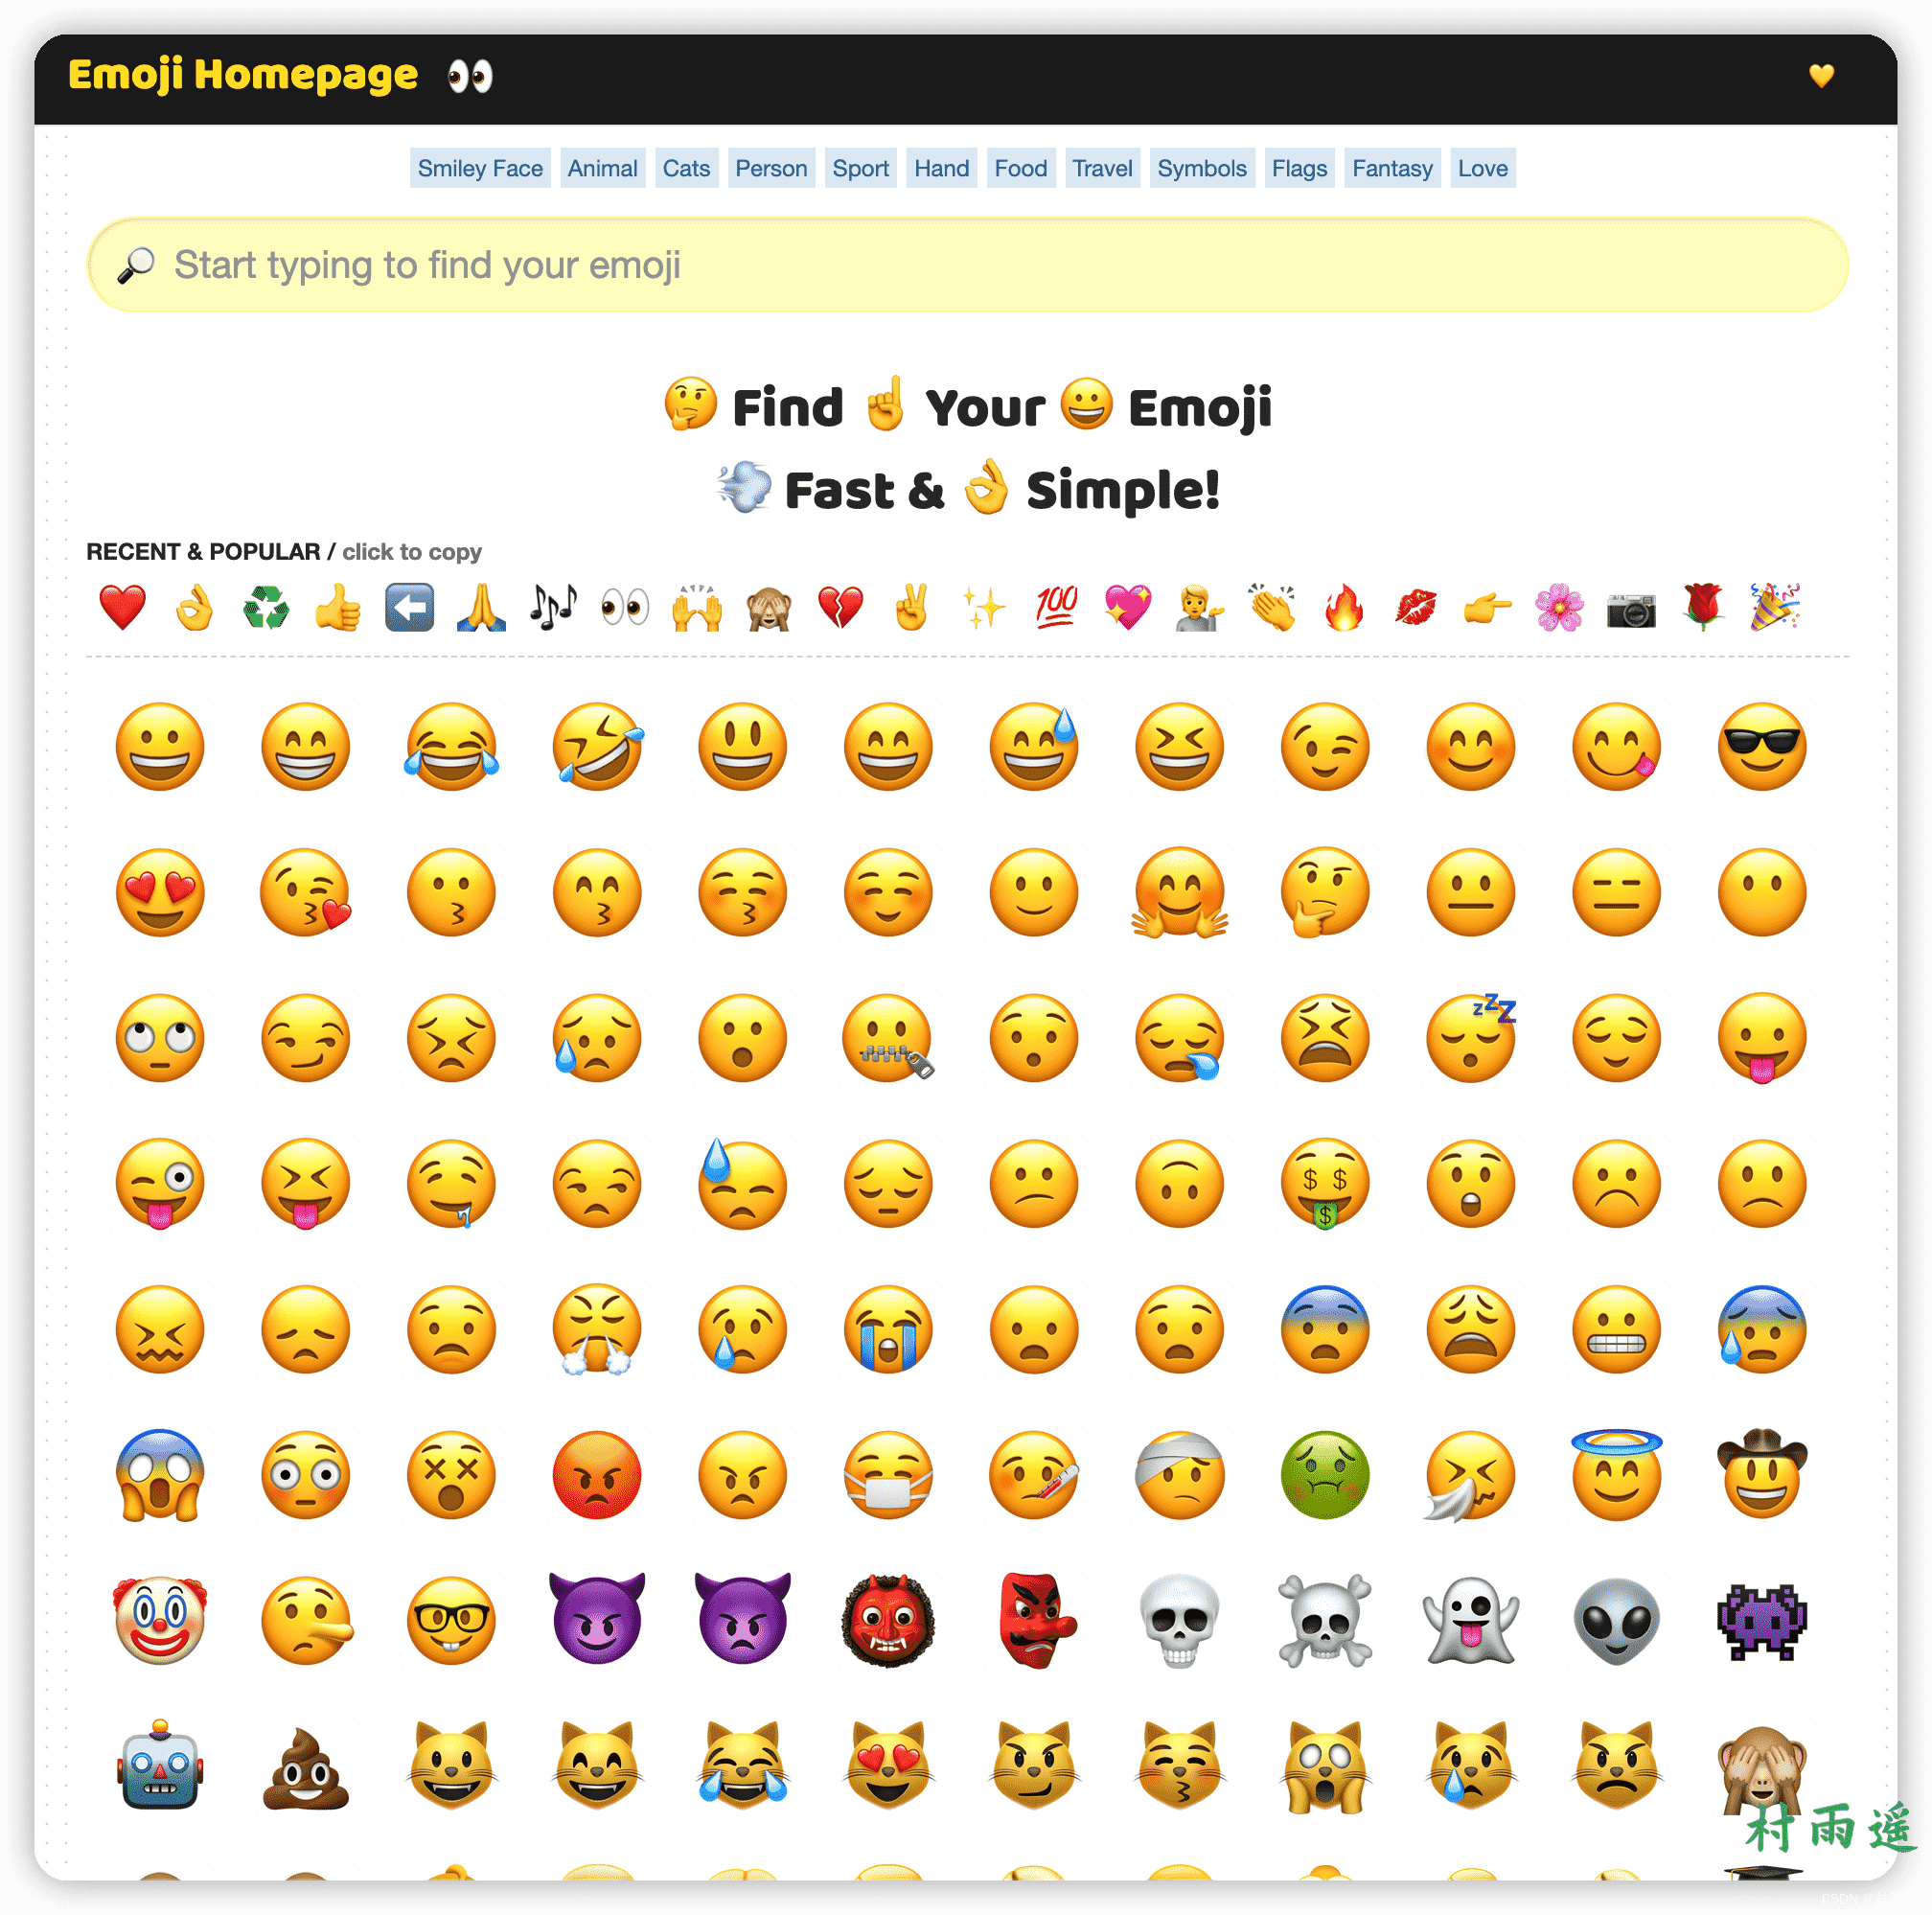 Emoji Homepage
Smiley Face Animal Cats Person Sport Hand Food Travel Symbols Flags Fantasy Love
Start typing to find your emoji
Find Your Emoji
Fast & Simple!
RECENT & POPULAR / click to copy
村雨遥